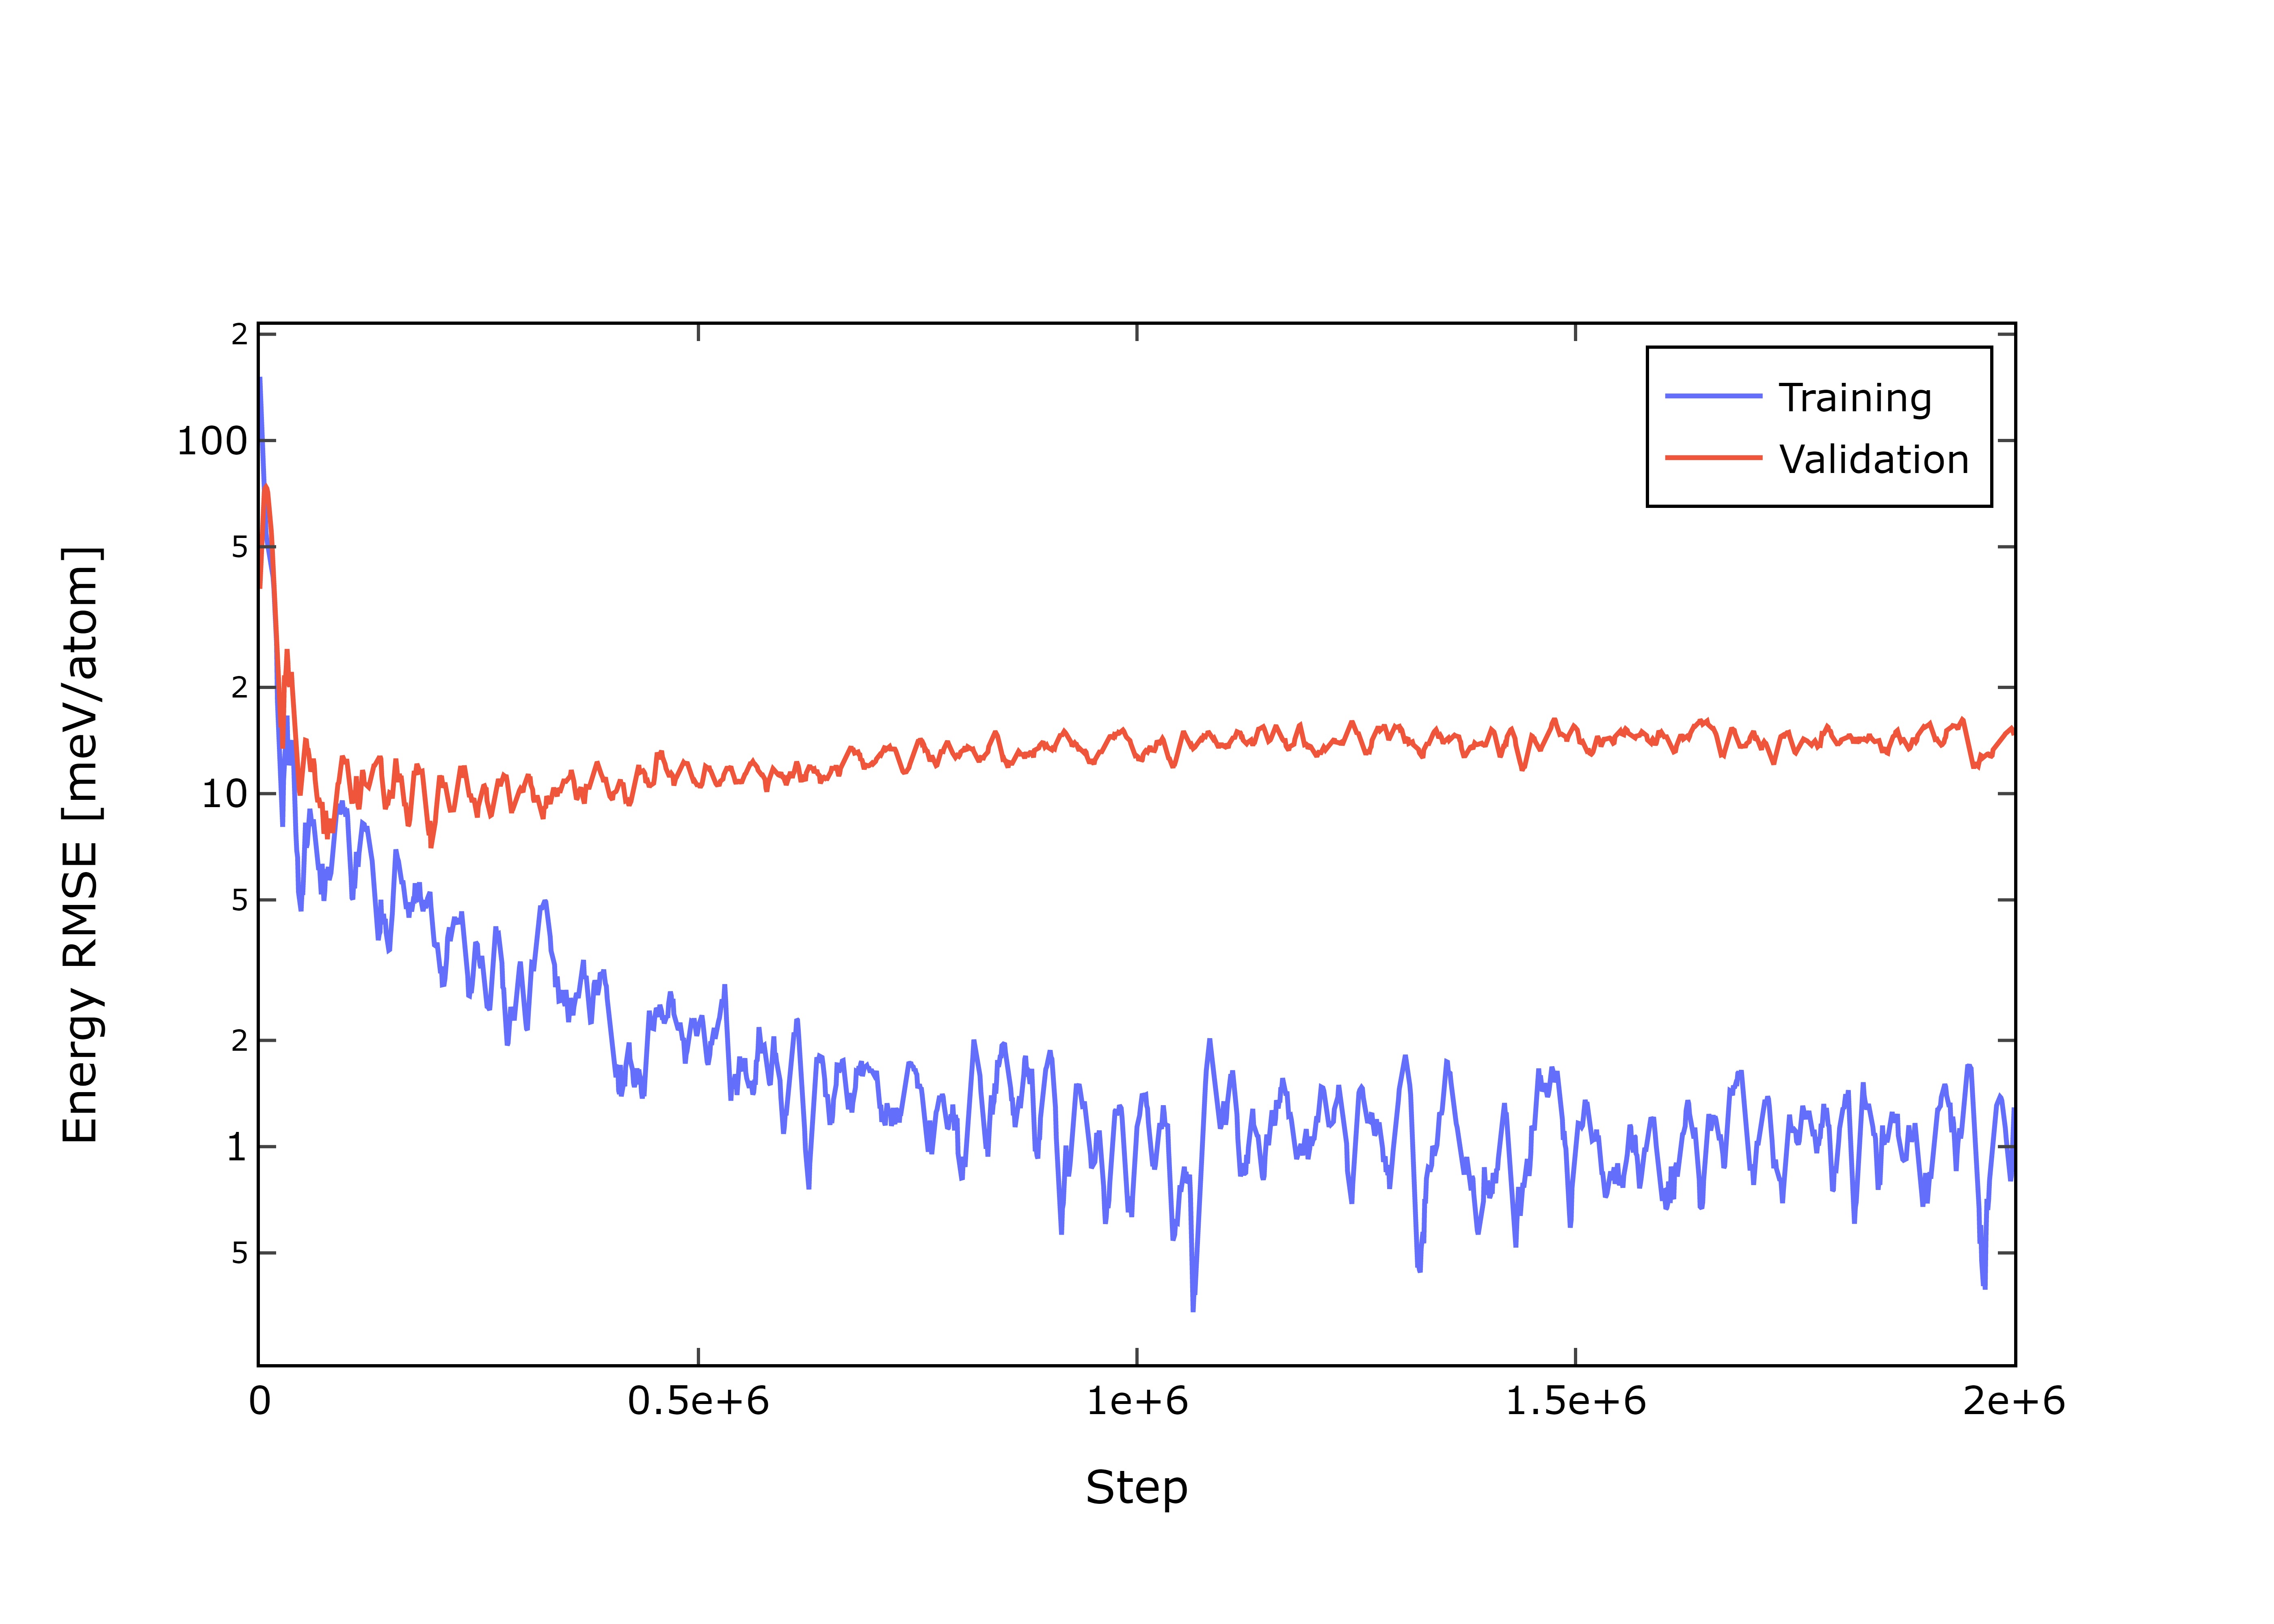 2
100
5
2
10
5
2
1
5
0
0.5e+6
1e+6
1.5e+6
2e+6
Step
Energy RMSE [meV/atom]
Training
Validation